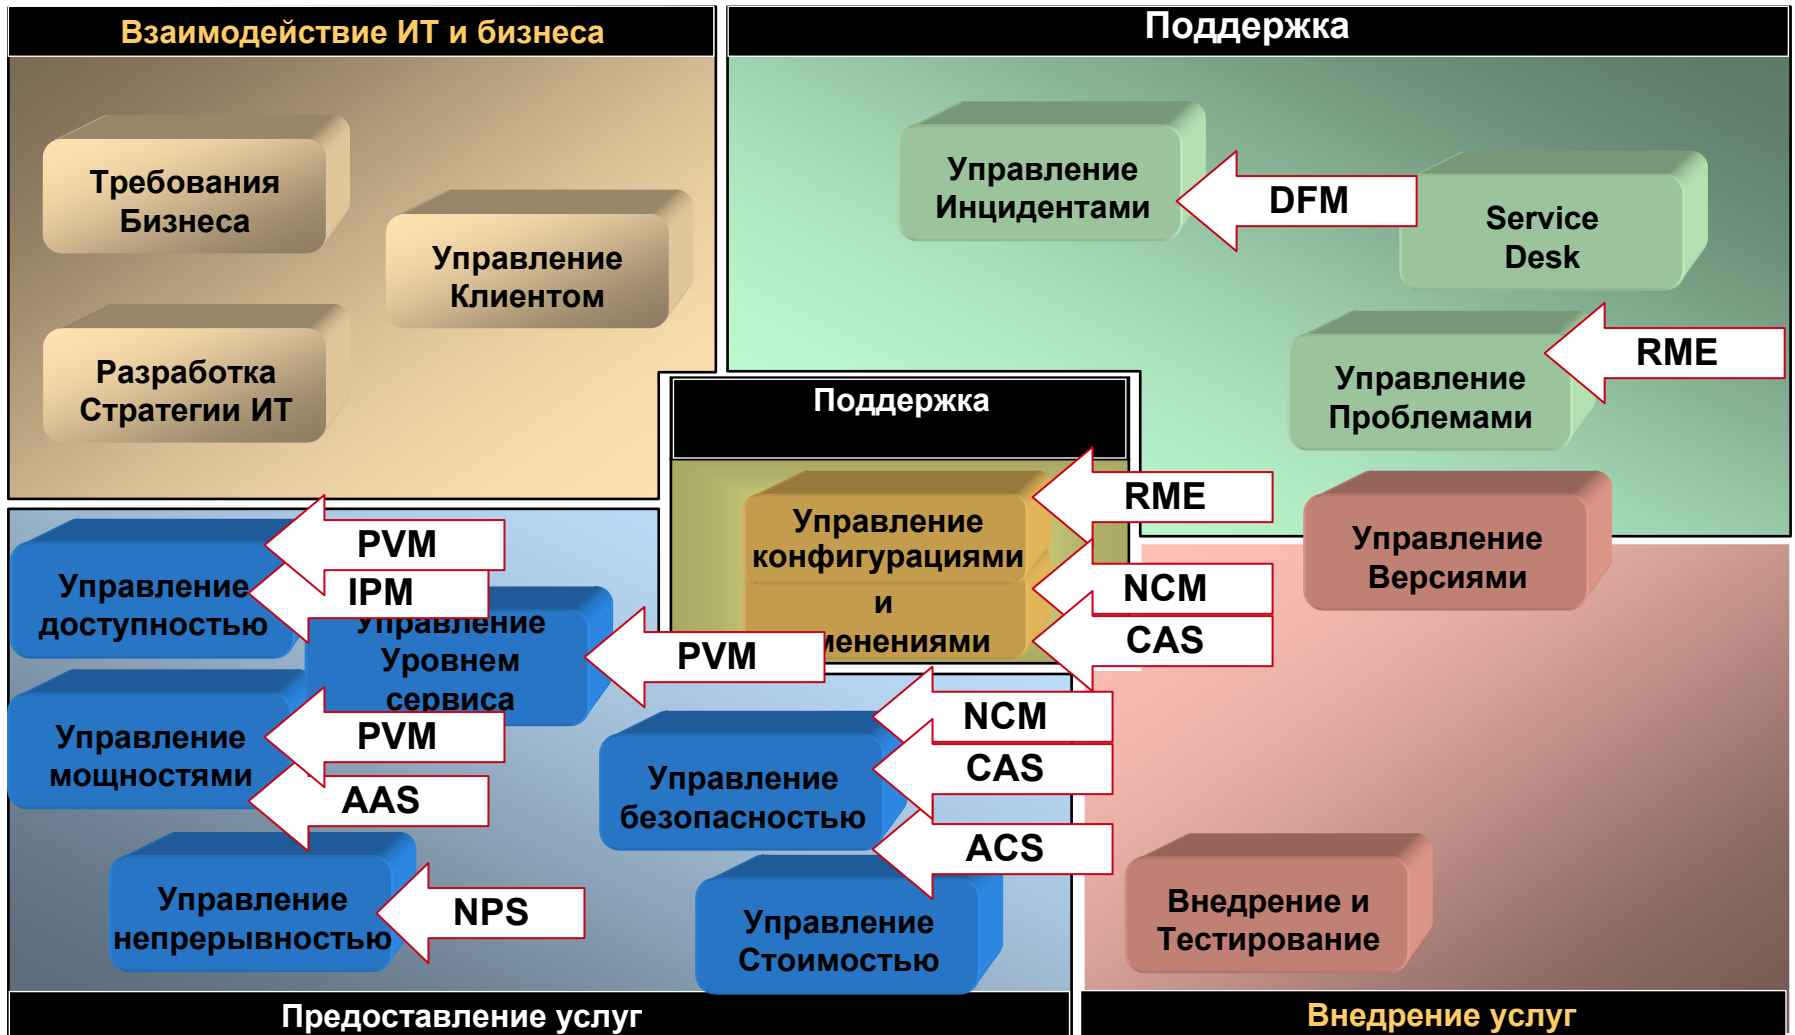 Взаимодействие ИТ и бизнеса
Поддержка
Требования
Бизнеса
Управление
Клиентом
Разработка
Стратегии ИТ
Управление
Инцидентами
DFM
Service
Desk
RME
Управление
Проблемами
Поддержка
RME
Управление
конфигурациями
и
менениями
NCM
CAS
Управление
Версиями
PVM
Управление
доступностью
IPM
Управление
Уровнем
сервиса
PVM
Управление
мощностями
PVM
AAS
NCM
CAS
Управление
безопасностью
ACS
Управление
непрерывностью
NPS
Управление
Стоимостью
Внедрение и
Тестирование
Предоставление услуг
Внедрение услуг